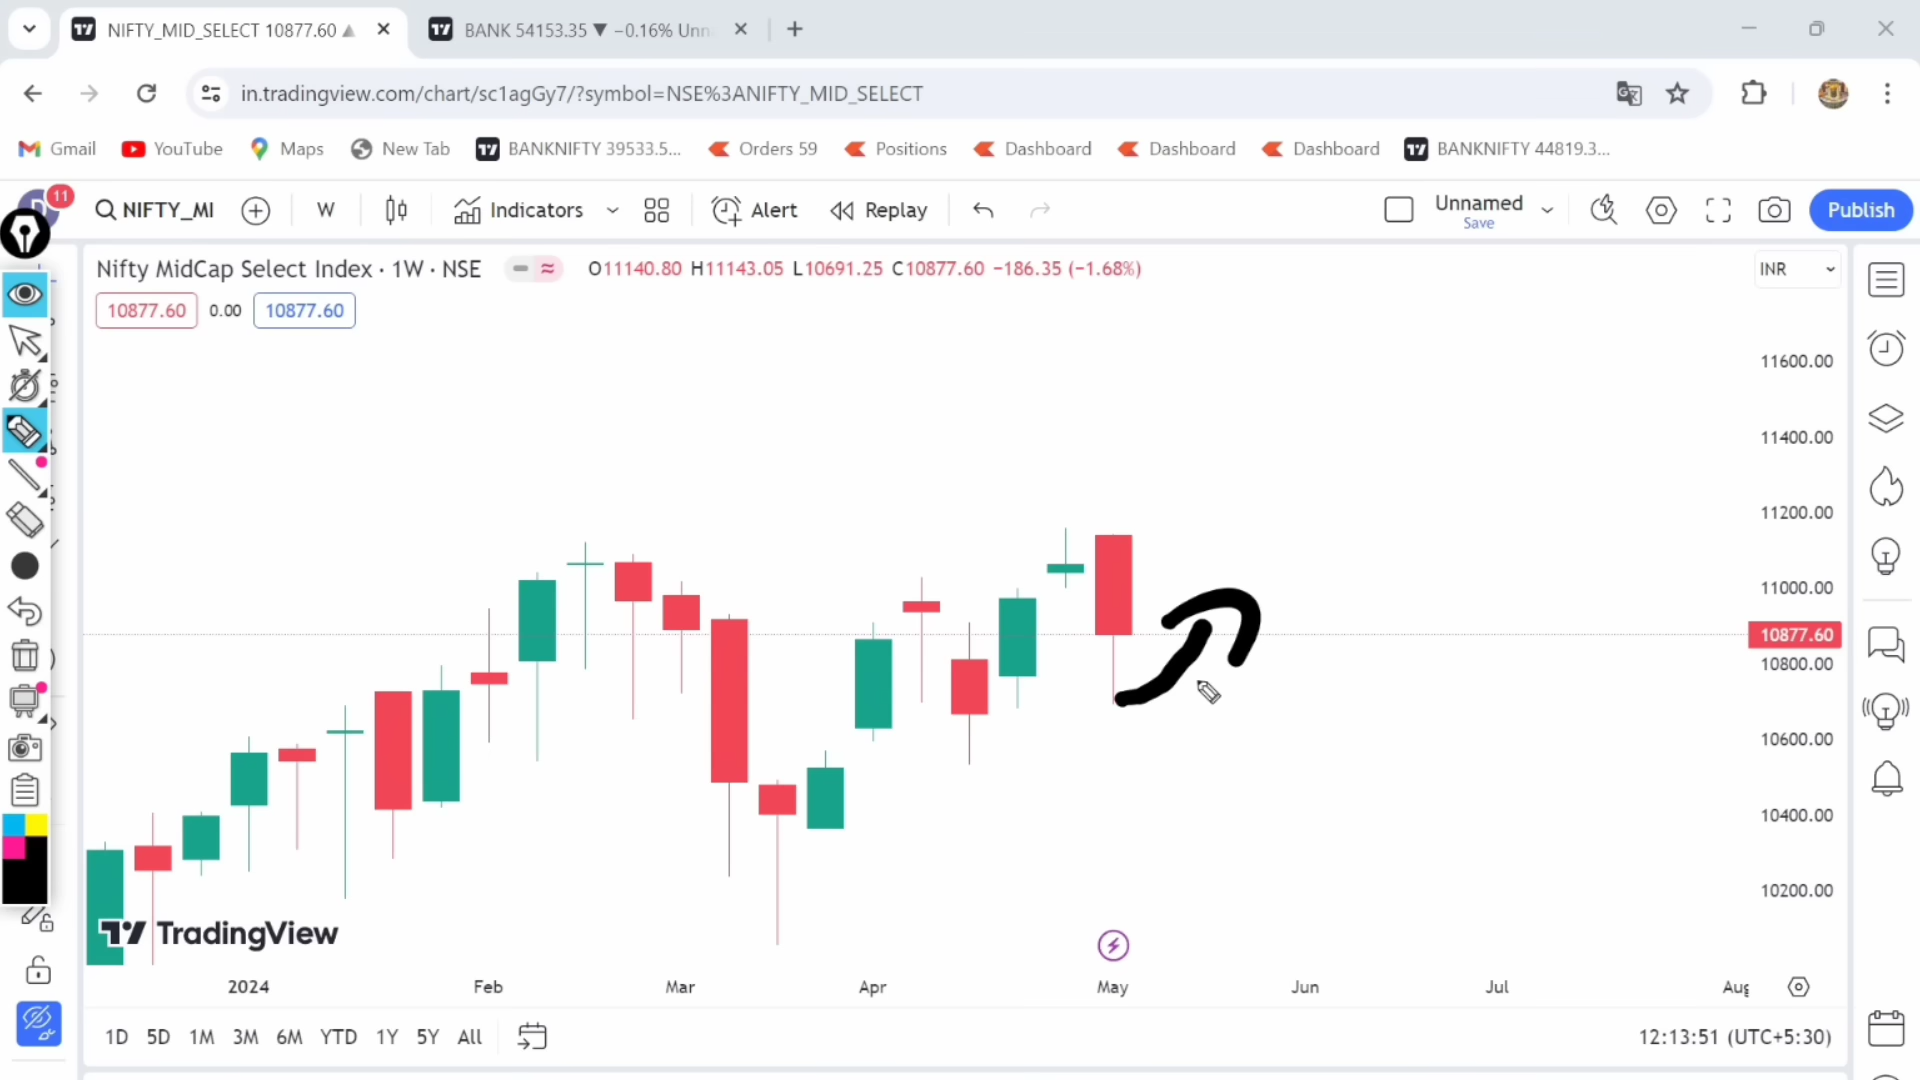 NIFTY_MID_SELECT 10877.60
BANK 54153.35 ▼ −0.16% Unn
in.tradingview.com/chart/sc1agGy7/?symbol=NSE%3ANIFTY_MID_SELECT
Gmail YouTube Maps New Tab BANKNIFTY 39533.5... Orders 59 Positions Dashboard Dashboard Dashboard BANKNIFTY 44819.3...
11 NIFTY_MI W Indicators Alert Replay Unnamed Publish
Save
Nifty MidCap Select Index · 1W · NSE O11140.80 H11143.05 L10691.25 C10877.60 −186.35 (−1.68%) INR
10877.60 0.00 10877.60
11600.00
11400.00
11200.00
11000.00
10877.60
10800.00
10600.00
10400.00
10200.00
TradingView
2024 Feb Mar Apr May Jun Jul Aug
1D 5D 1M 3M 6M YTD 1Y 5Y All 12:13:51 (UTC+5:30)